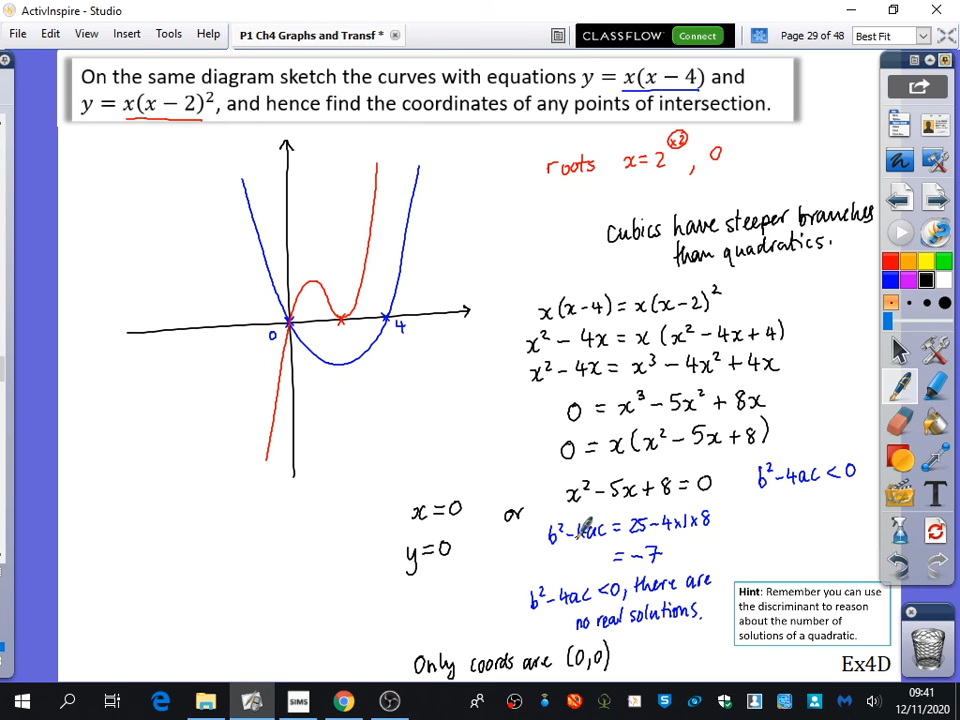 ActivInspire - Studio
File Edit View Insert Tools Help
P1 Ch4 Graphs and Transf *
CLASSFLOW Connect
Page 29 of 48
Best Fit
On the same diagram sketch the curves with equations y = x(x − 4) and
y = x(x − 2)², and hence find the coordinates of any points of intersection.
roots x = 2 ×2 , 0
Cubics have steeper branches
than quadratics.
0
4
x(x-4) = x(x-2)²
x² - 4x = x (x² - 4x + 4)
x² - 4x = x³ - 4x² + 4x
0 = x³ - 5x² + 8x
0 = x(x² - 5x + 8)
x = 0 or x² - 5x + 8 = 0
b² - 4ac < 0
y = 0
b² - 4ac = 25 - 4×1×8
= -7
b² - 4ac < 0, there are
no real solutions.
Only coords are (0,0)
Hint: Remember you can use
the discriminant to reason
about the number of
solutions of a quadratic.
Ex4D
SIMS
09:41
12/11/2020